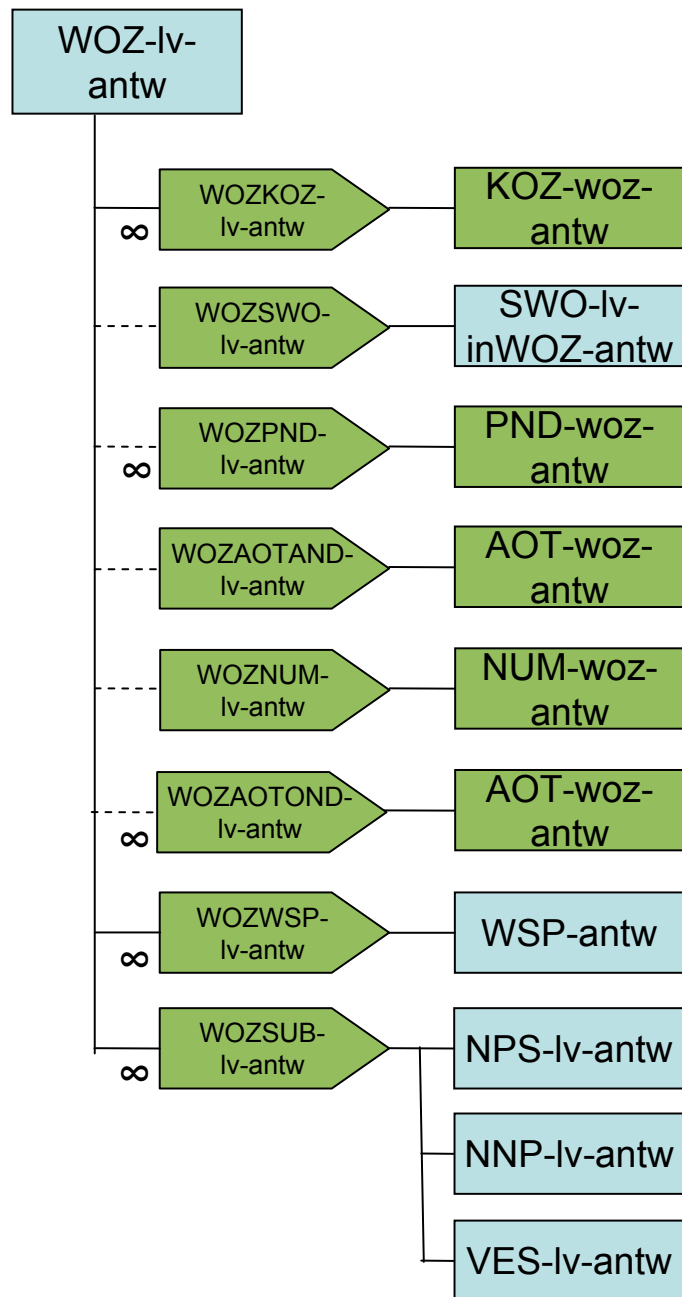 WOZ-lv-
antw
WOZKOZ-
lv-antw
KOZ-woz-
antw
∞
WOZSWO-
lv-antw
SWO-lv-
inWOZ-antw
WOZPND-
lv-antw
PND-woz-
antw
∞
WOZAOTAND-
lv-antw
AOT-woz-
antw
WOZNUM-
lv-antw
NUM-woz-
antw
WOZAOTOND-
lv-antw
AOT-woz-
antw
∞
WOZWSP-
lv-antw
WSP-antw
∞
WOZSUB-
lv-antw
NPS-lv-antw
∞
NNP-lv-antw
VES-lv-antw